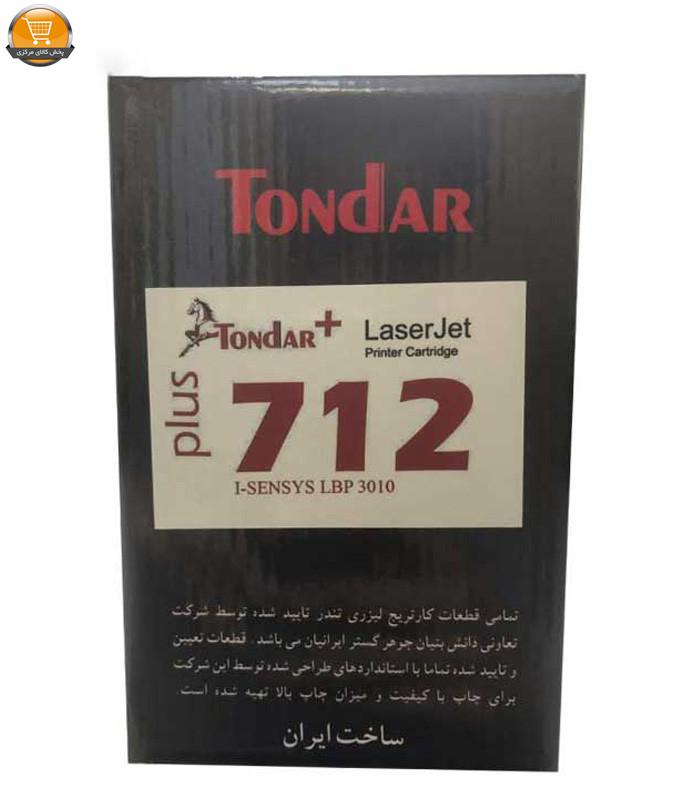 پخش کالای مرکزی
TONdAR
TONdAR+
LaserJet
Printer Cartridge
plus
712
I-SENSYS LBP 3010
تمامی قطعات کارتریج لیزری تندر تایید شده توسط شرکت
تعاونی دانش بنیان جوهر گستر ایرانیان می باشد . قطعات تعیین
و تایید شده تماما با استانداردهای طراحی شده توسط این شرکت
برای چاپ با کیفیت و میزان چاپ بالا تهیه شده است.
ساخت ایران